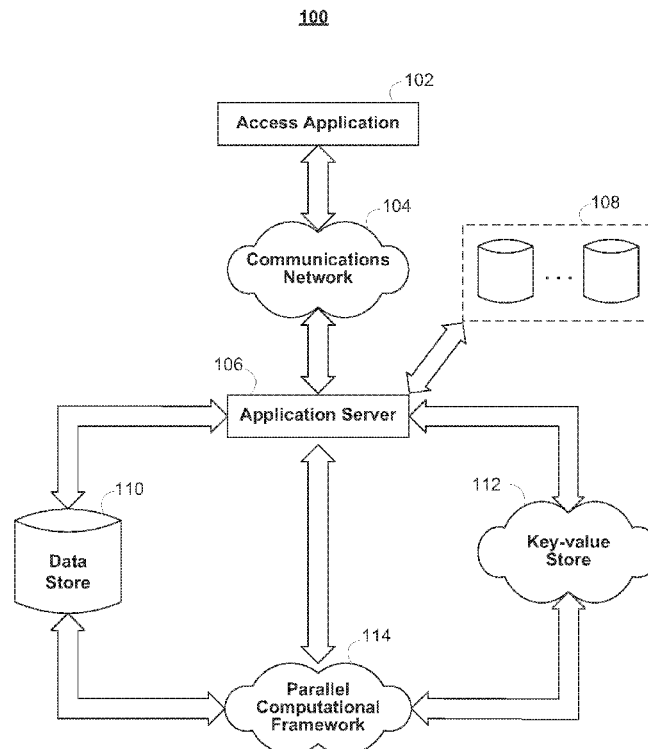 100
102
Access Application
104
Communications
Network
108
. . .
106
Application Server
110
Data
Store
112
Key-value
Store
114
Parallel
Computational
Framework